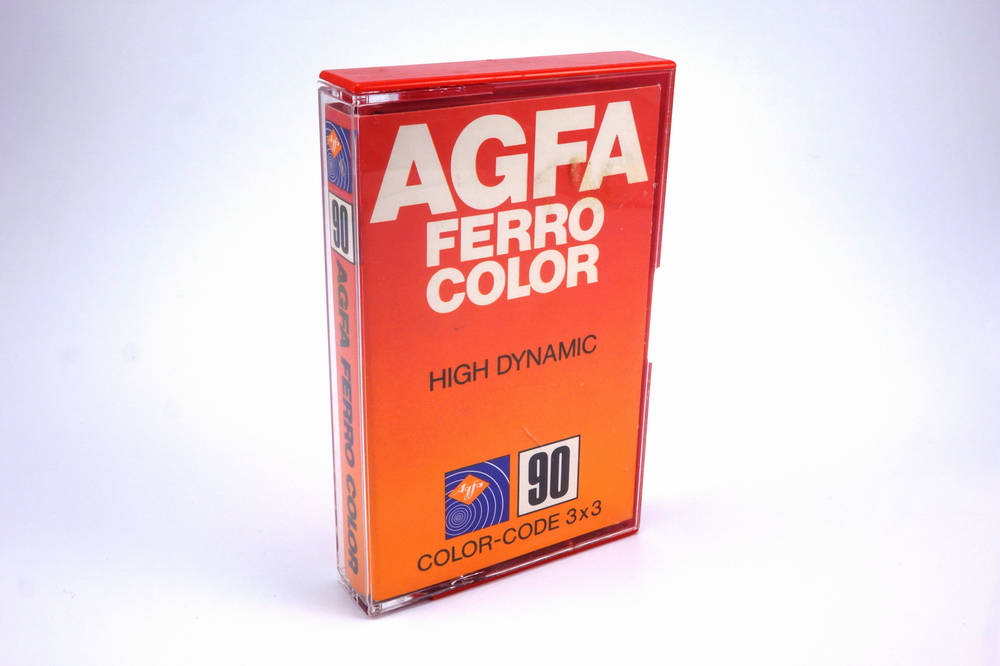 AGFA
FERRO
COLOR
HIGH DYNAMIC
90
COLOR-CODE 3x3
90
AGFA FERRO COLOR